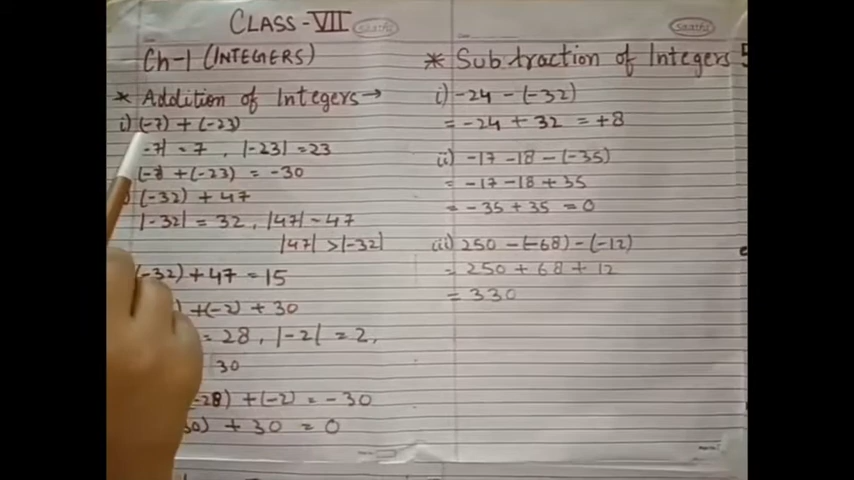 CLASS-VII
Ch-1 (INTEGERS)
* Addition of Integers →
i) (-7) + (-23)
-7| = 7 , |-23| = 23
+ (-23) = -30
(-32) + 47
|-32| = 32, |47| = 47
|47| > |-32|
-32) + 47 = 15
+(-2) + 30
= 28, |-2| = 2,
30
-28) + (-2) = -30
30) + 30 = 0
* Subtraction of Integers
i) -24 - (-32)
= -24 + 32 = +8
ii) -17 -18 - (-35)
= -17 -18 + 35
= -35 + 35 = 0
iii) 250 - (-68) - (-12)
= 250 + 68 + 12
= 330